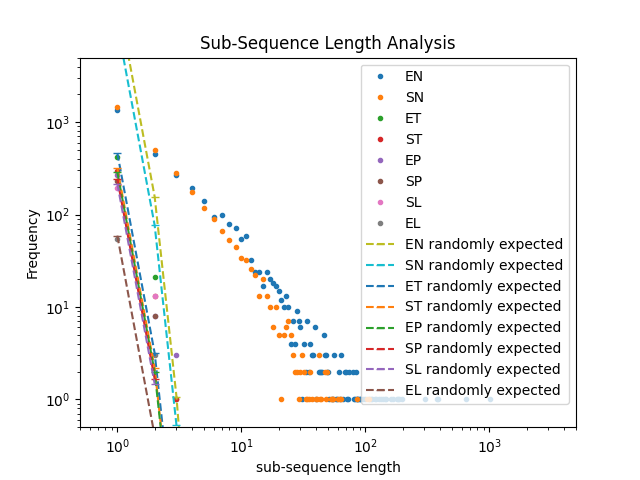 Sub-Sequence Length Analysis
Frequency
10³
10²
10¹
10⁰
EN
SN
ET
ST
EP
SP
SL
EL
EN randomly expected
SN randomly expected
ET randomly expected
ST randomly expected
EP randomly expected
SP randomly expected
SL randomly expected
EL randomly expected
10⁰ 10¹ 10² 10³
sub-sequence length